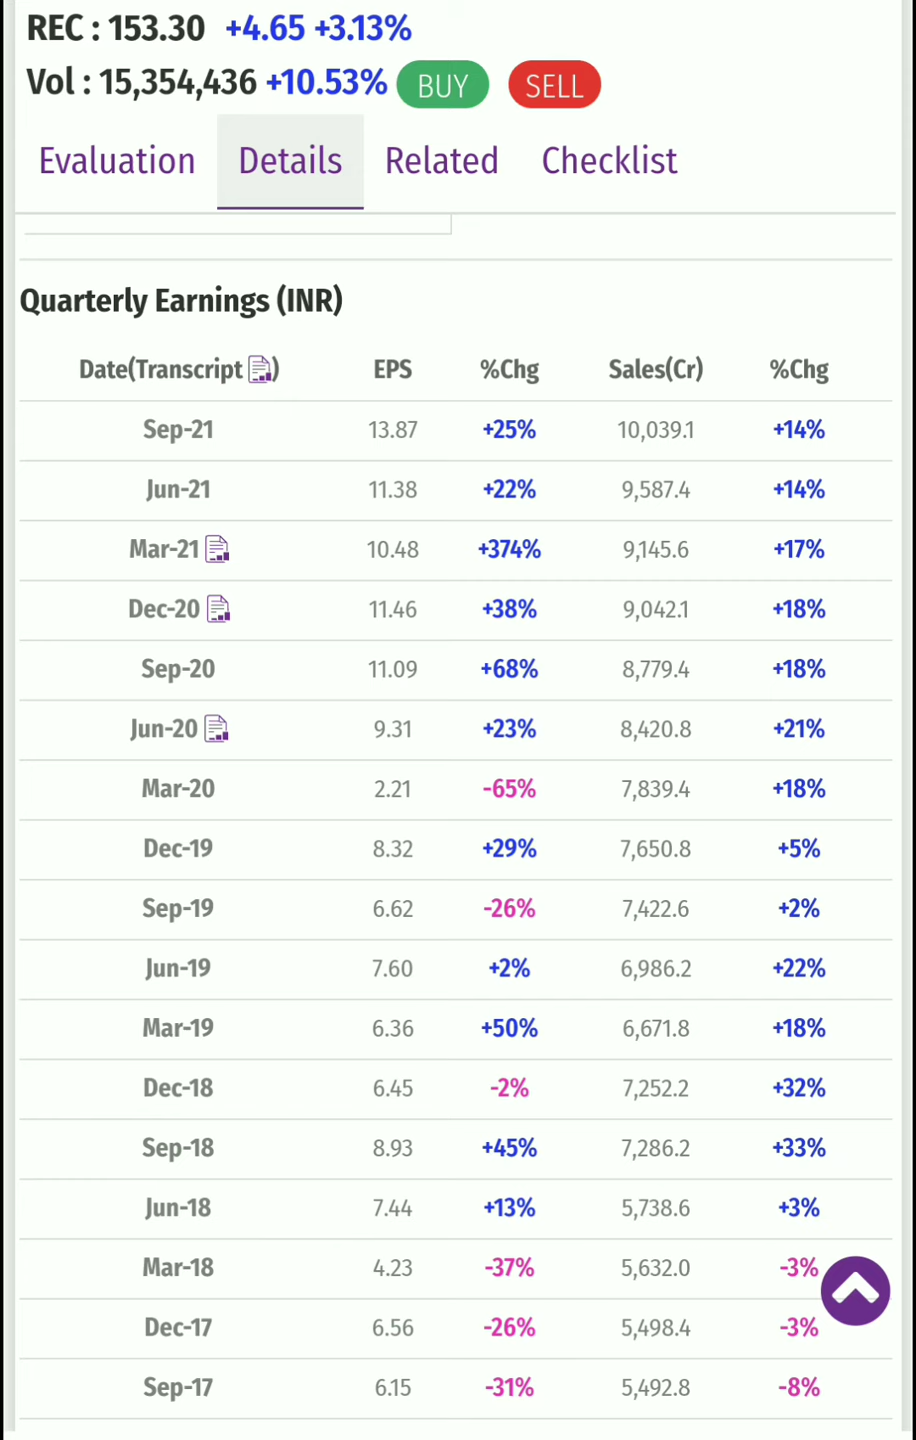 REC : 153.30 +4.65 +3.13%
Vol : 15,354,436 +10.53% BUY SELL
Evaluation Details Related Checklist
Quarterly Earnings (INR)
Date(Transcript ) EPS %Chg Sales(Cr) %Chg
Sep-21 13.87 +25% 10,039.1 +14%
Jun-21 11.38 +22% 9,587.4 +14%
Mar-21 10.48 +374% 9,145.6 +17%
Dec-20 11.46 +38% 9,042.1 +18%
Sep-20 11.09 +68% 8,779.4 +18%
Jun-20 9.31 +23% 8,420.8 +21%
Mar-20 2.21 -65% 7,839.4 +18%
Dec-19 8.32 +29% 7,650.8 +5%
Sep-19 6.62 -26% 7,422.6 +2%
Jun-19 7.60 +2% 6,986.2 +22%
Mar-19 6.36 +50% 6,671.8 +18%
Dec-18 6.45 -2% 7,252.2 +32%
Sep-18 8.93 +45% 7,286.2 +33%
Jun-18 7.44 +13% 5,738.6 +3%
Mar-18 4.23 -37% 5,632.0 -3%
Dec-17 6.56 -26% 5,498.4 -3%
Sep-17 6.15 -31% 5,492.8 -8%